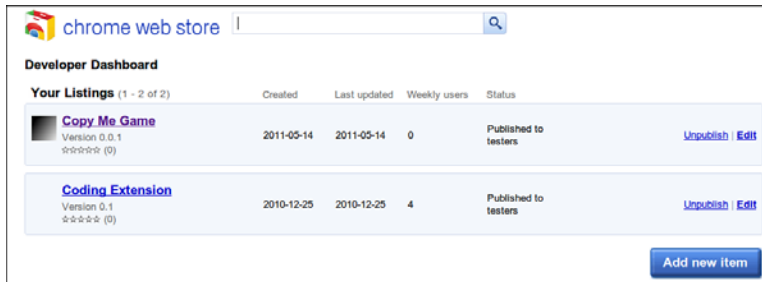 chrome web store
Developer Dashboard
Your Listings (1 - 2 of 2) Created Last updated Weekly users Status
Copy Me Game
Version 0.0.1
(0)
2011-05-14 2011-05-14 0 Published to testers Unpublish | Edit
Coding Extension
Version 0.1
(0)
2010-12-25 2010-12-25 4 Published to testers Unpublish | Edit
Add new item